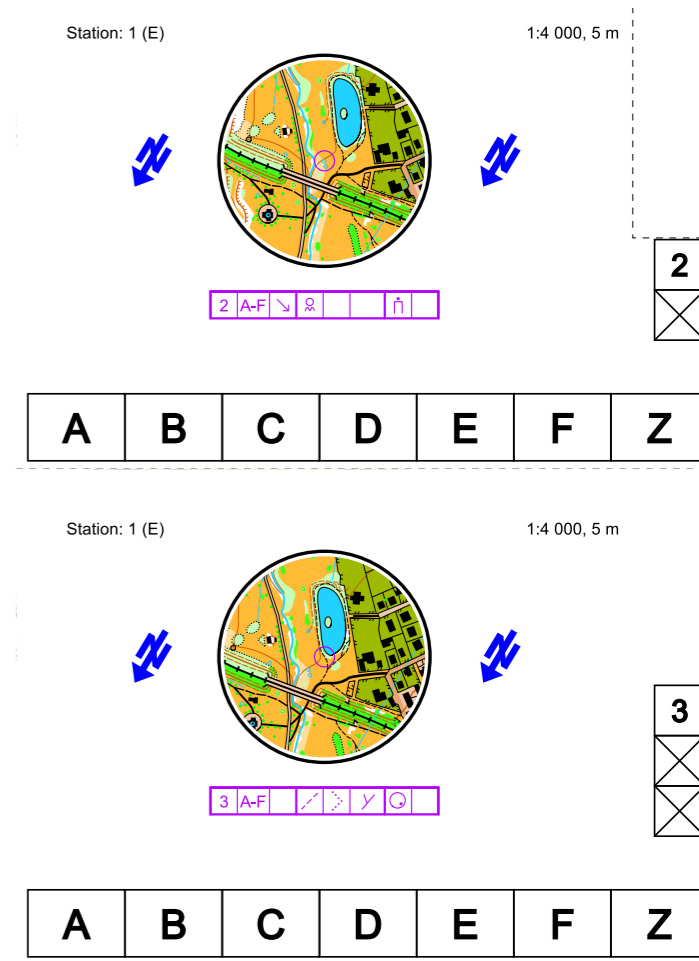 Station: 1 (E) 1:4 000, 5 m
2
2 A-F
A B C D E F Z
Station: 1 (E) 1:4 000, 5 m
3
3 A-F
A B C D E F Z